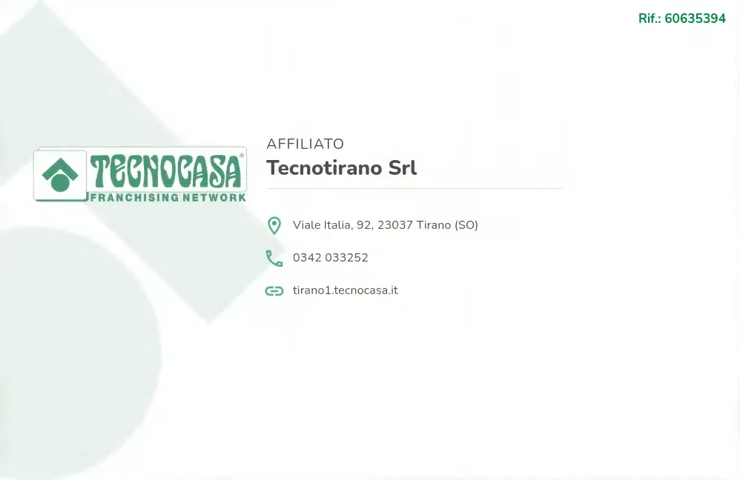 Rif.: 60635394
AFFILIATO
Tecnotirano Srl
TECNOCASA®
FRANCHISING NETWORK
Viale Italia, 92, 23037 Tirano (SO)
0342 033252
tirano1.tecnocasa.it